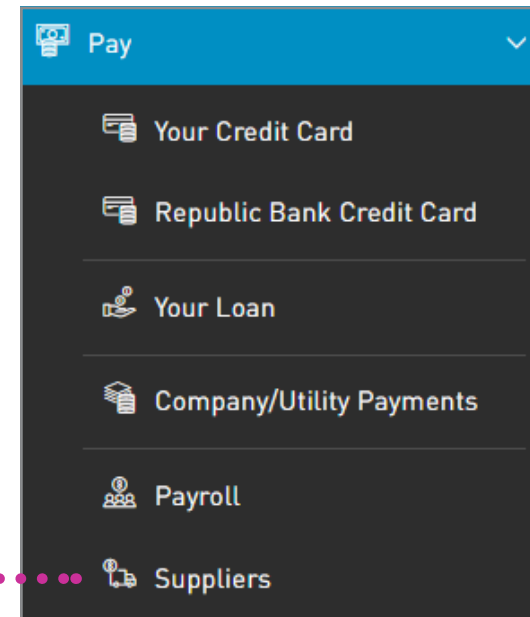 Pay
Your Credit Card
Republic Bank Credit Card
Your Loan
Company/Utility Payments
Payroll
Suppliers